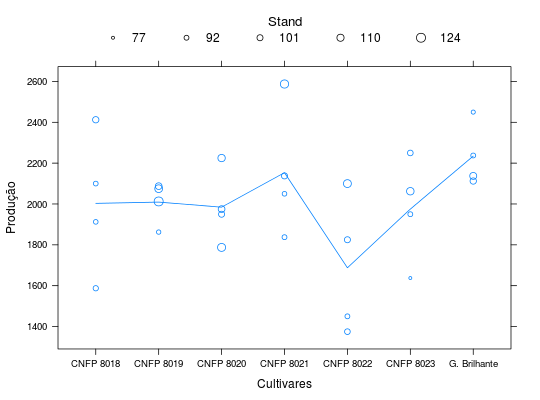 Stand
77 92 101 110 124
Produção
2600
2400
2200
2000
1800
1600
1400
CNFP 8018 CNFP 8019 CNFP 8020 CNFP 8021 CNFP 8022 CNFP 8023 G. Brilhante
Cultivares